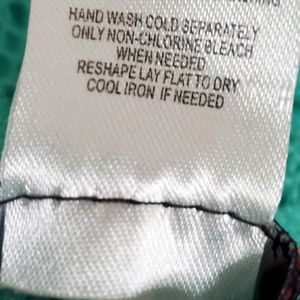 HAND WASH COLD SEPARATELY
ONLY NON-CHLORINE BLEACH
WHEN NEEDED
RESHAPE LAY FLAT TO DRY
COOL IRON IF NEEDED